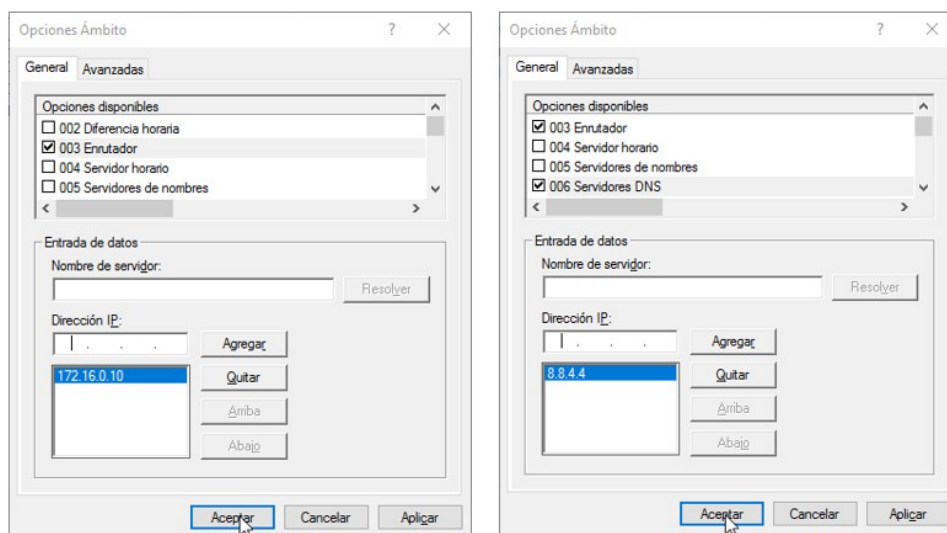 Opciones Ámbito
General Avanzadas
Opciones disponibles
002 Diferencia horaria
003 Enrutador
004 Servidor horario
005 Servidores de nombres
Entrada de datos
Nombre de servidor:
Resolver
Dirección IP:
Agregar
172.16.0.10
Quitar
Arriba
Abajo
Aceptar Cancelar Aplicar
Opciones Ámbito
General Avanzadas
Opciones disponibles
003 Enrutador
004 Servidor horario
005 Servidores de nombres
006 Servidores DNS
Entrada de datos
Nombre de servidor:
Resolver
Dirección IP:
Agregar
8.8.4.4
Quitar
Arriba
Abajo
Aceptar Cancelar Aplicar